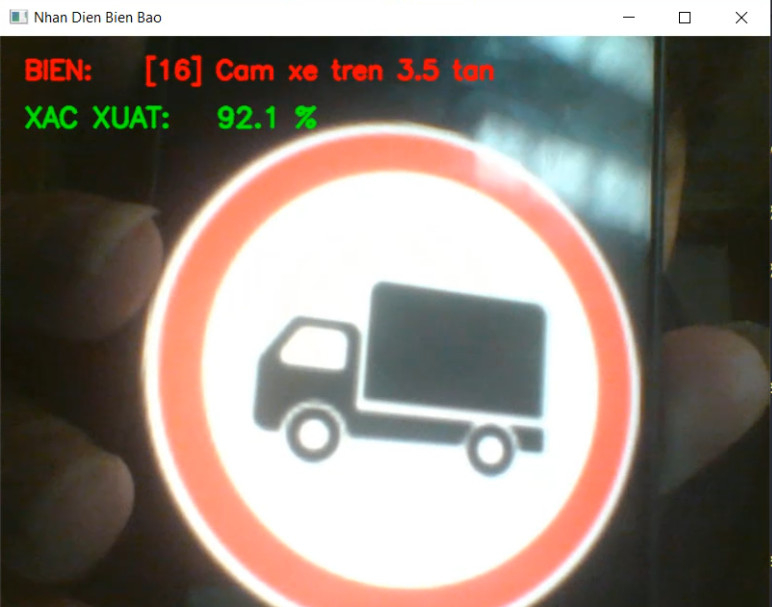 Nhan Dien Bien Bao
BIEN: [16] Cam xe tren 3.5 tan
XAC XUAT: 92.1 %